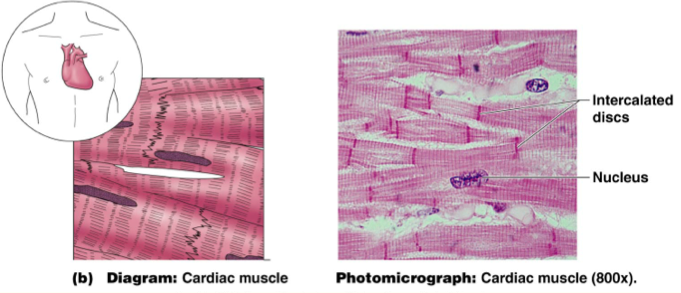 Intercalated
discs
Nucleus
(b) Diagram: Cardiac muscle
Photomicrograph: Cardiac muscle (800x).